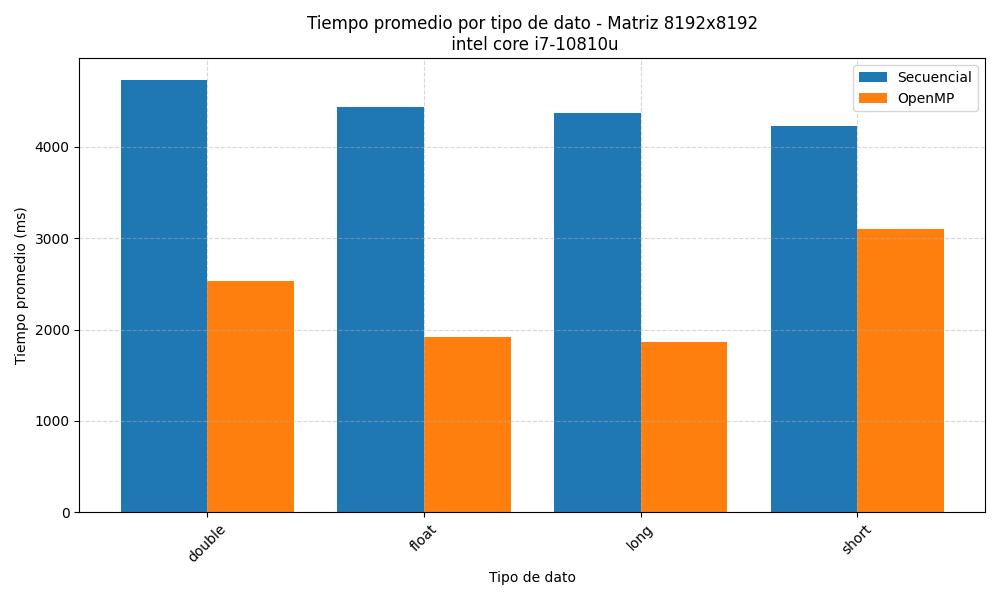 Tiempo promedio por tipo de dato - Matriz 8192x8192
intel core i7-10810u
Secuencial
OpenMP
Tiempo promedio (ms)
4000
3000
2000
1000
0
double
float
long
short
Tipo de dato